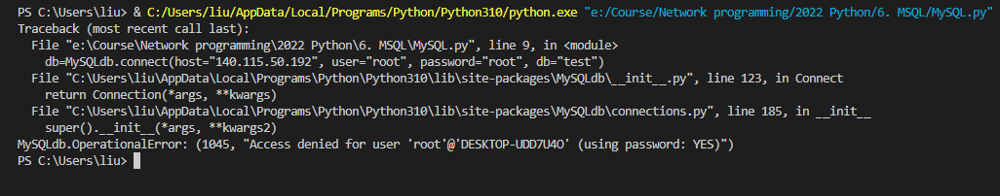 PS C:\Users\liu> & C:/Users/liu/AppData/Local/Programs/Python/Python310/python.exe "e:/Course/Network programming/2022 Python/6. MSQL/MySQL.py"
Traceback (most recent call last):
  File "e:\Course\Network programming\2022 Python\6. MSQL\MySQL.py", line 9, in <module>
    db=MySQLdb.connect(host="140.115.50.192", user="root", password="root", db="test")
  File "C:\Users\liu\AppData\Local\Programs\Python\Python310\lib\site-packages\MySQLdb\__init__.py", line 123, in Connect
    return Connection(*args, **kwargs)
  File "C:\Users\liu\AppData\Local\Programs\Python\Python310\lib\site-packages\MySQLdb\connections.py", line 185, in __init__
    super().__init__(*args, **kwargs2)
MySQLdb.OperationalError: (1045, "Access denied for user 'root'@'DESKTOP-UDD7U4O' (using password: YES)")
PS C:\Users\liu>